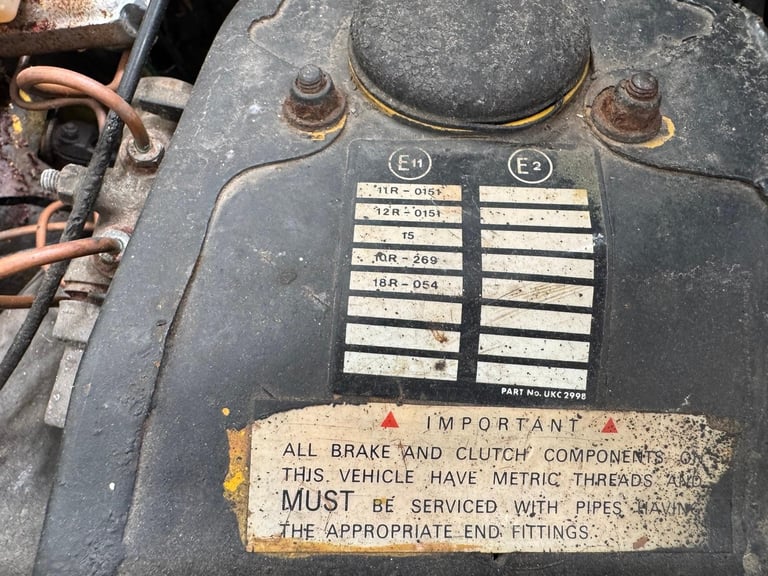 E11 E2
11R-0151
12R-0151
15
10R-269
18R-054
PART No. UKC 2998
IMPORTANT
ALL BRAKE AND CLUTCH COMPONENTS ON
THIS VEHICLE HAVE METRIC THREADS AND
MUST BE SERVICED WITH PIPES HAVING
THE APPROPRIATE END FITTINGS.